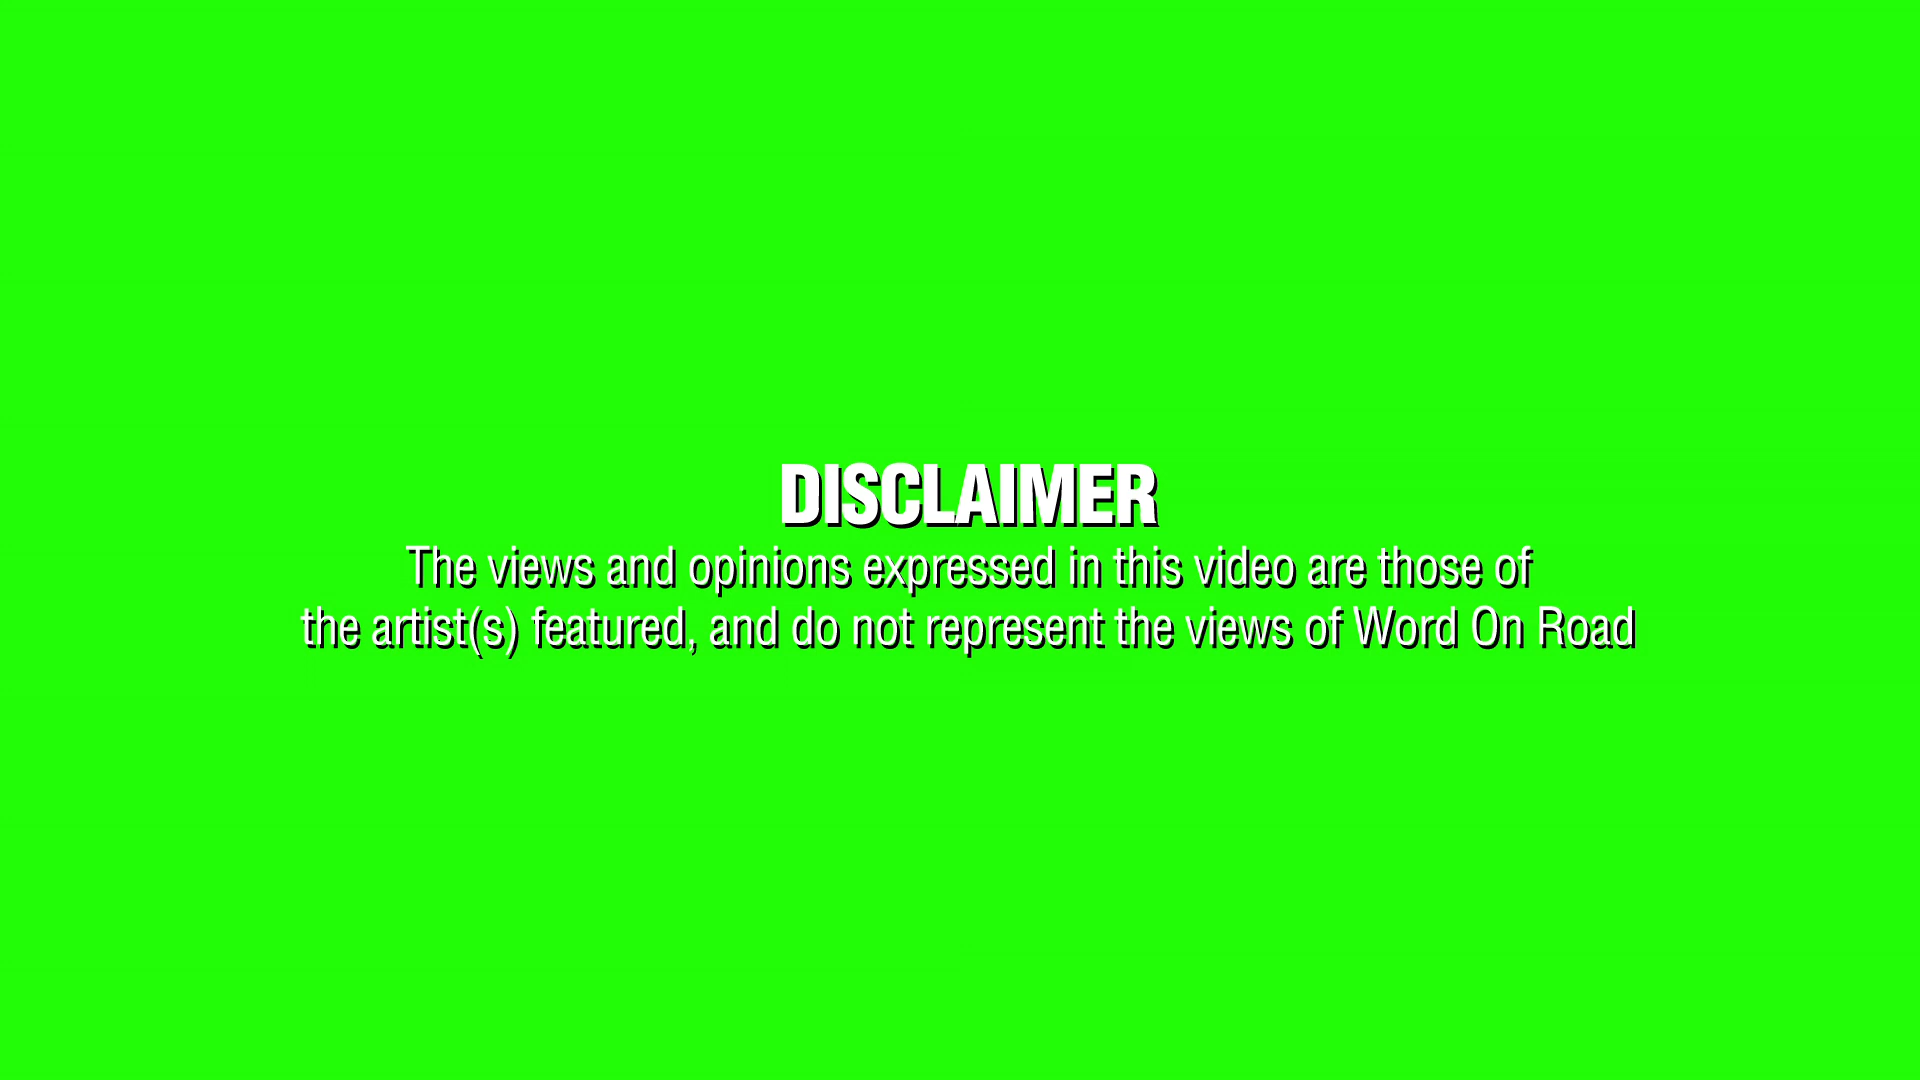 DISCLAIMER
The views and opinions expressed in this video are those of
the artist(s) featured, and do not represent the views of Word On Road